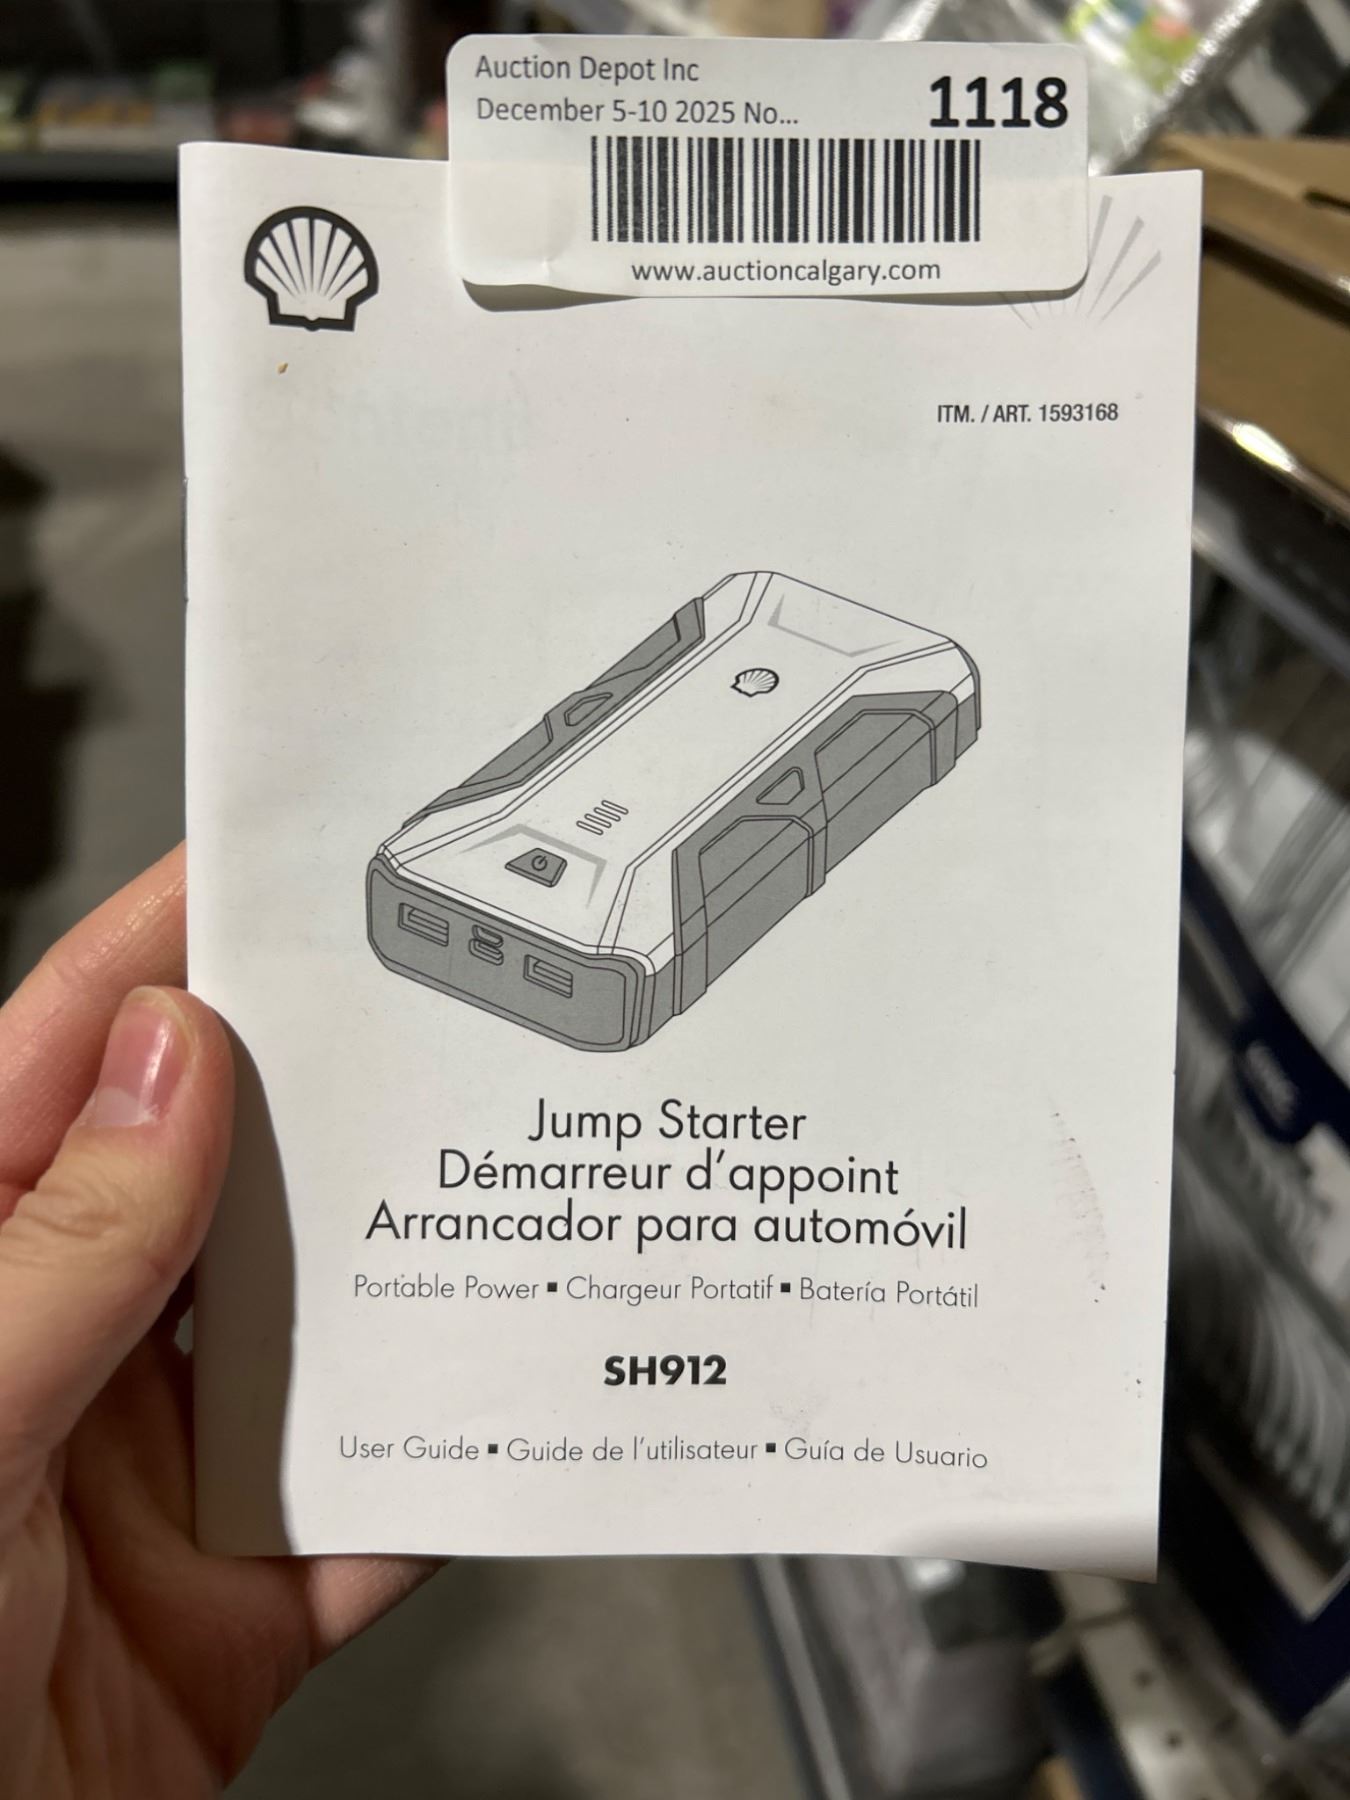 Auction Depot Inc
December 5-10 2025 No...
1118
www.auctioncalgary.com
ITM. / ART. 1593168
Jump Starter
Démarreur d'appoint
Arrancador para automóvil
Portable Power ▪ Chargeur Portatif ▪ Batería Portátil
SH912
User Guide ▪ Guide de l'utilisateur ▪ Guía de Usuario